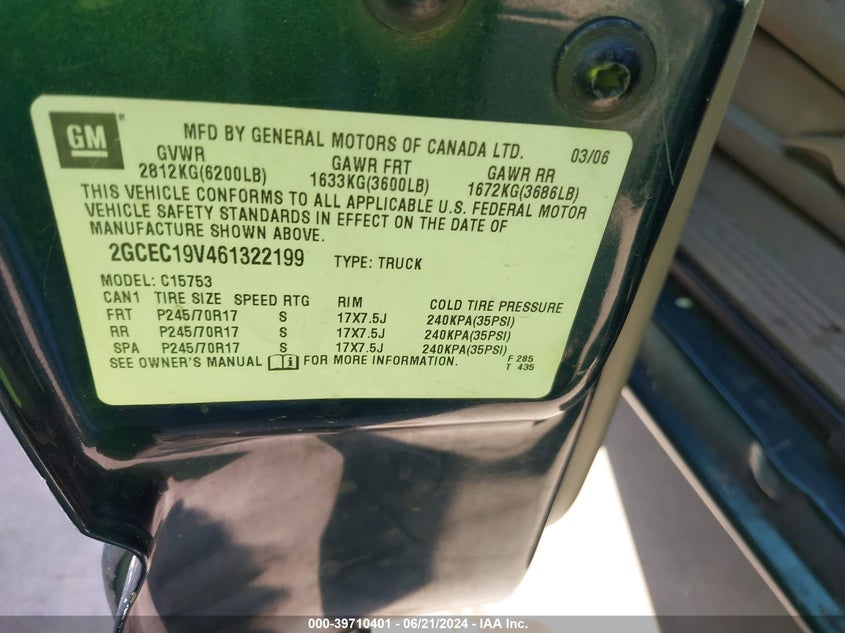 GM ® MFD BY GENERAL MOTORS OF CANADA LTD. 03/06
GVWR GAWR FRT GAWR RR
2812KG(6200LB) 1633KG(3600LB) 1672KG(3686LB)
THIS VEHICLE CONFORMS TO ALL APPLICABLE U.S. FEDERAL MOTOR
VEHICLE SAFETY STANDARDS IN EFFECT ON THE DATE OF
MANUFACTURE SHOWN ABOVE.
2GCEC19V461322199 TYPE: TRUCK
MODEL: C15753
CAN1 TIRE SIZE SPEED RTG RIM COLD TIRE PRESSURE
FRT P245/70R17 S 17X7.5J 240KPA(35PSI)
RR P245/70R17 S 17X7.5J 240KPA(35PSI)
SPA P245/70R17 S 17X7.5J 240KPA(35PSI)
SEE OWNER'S MANUAL FOR MORE INFORMATION. F 285
T 435
000-39710401 - 06/21/2024 - IAA Inc.